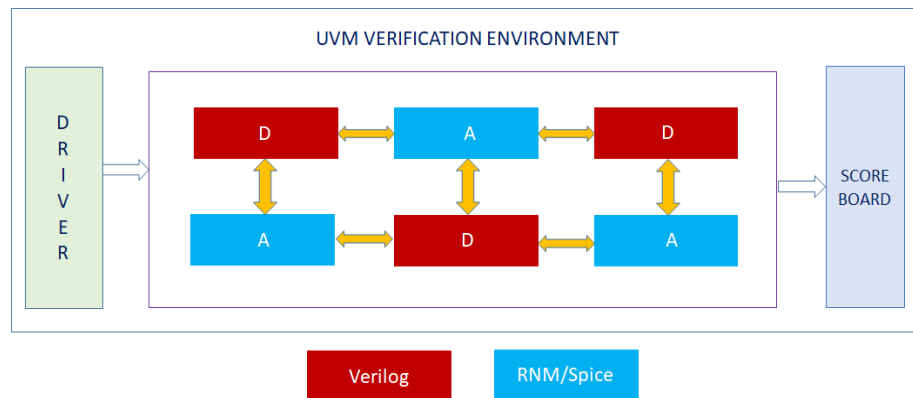 UVM VERIFICATION ENVIRONMENT
D
R
I
V
E
R
D
A
D
A
D
A
SCORE
BOARD
Verilog
RNM/Spice